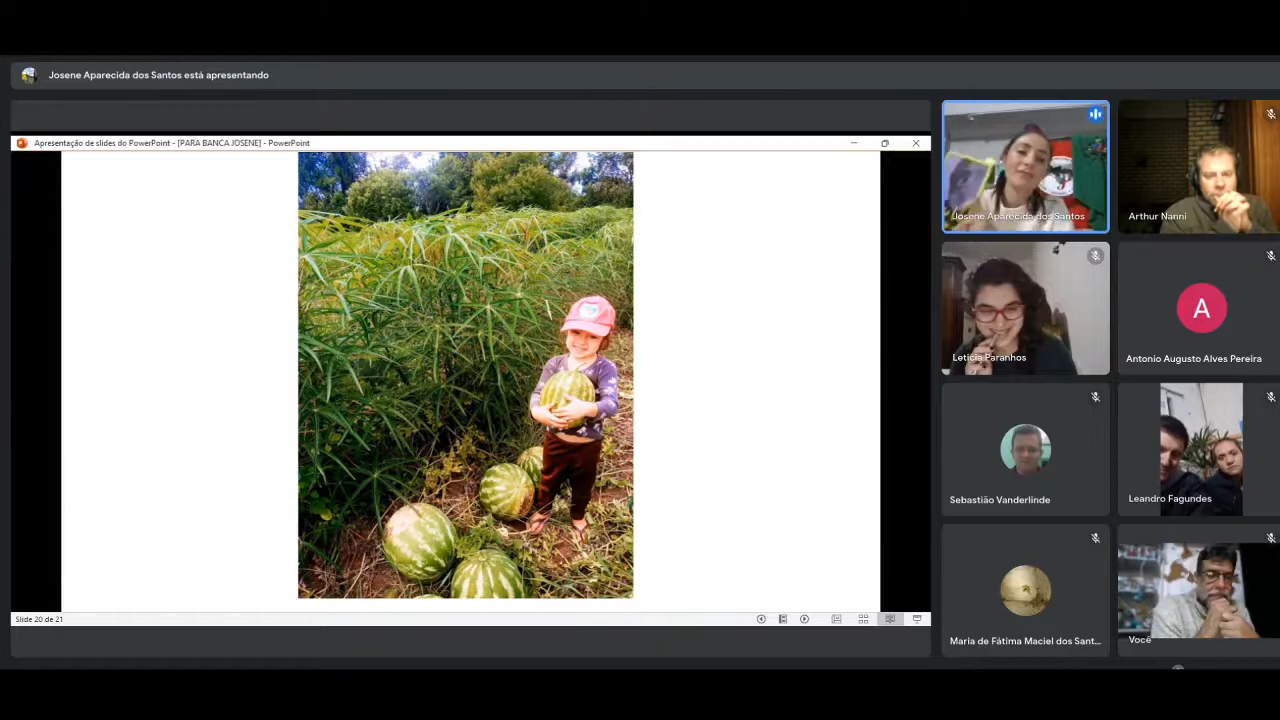 Josene Aparecida dos Santos está apresentando
Apresentação de slides do PowerPoint - [PARA BANCA JOSENE] - PowerPoint
Josene Aparecida dos Santos
Arthur Nanni
Letícia Paranhos
A
Antonio Augusto Alves Pereira
Sebastião Vanderlinde
Leandro Fagundes
Maria de Fátima Maciel dos Sant...
Você
Slide 20 de 21